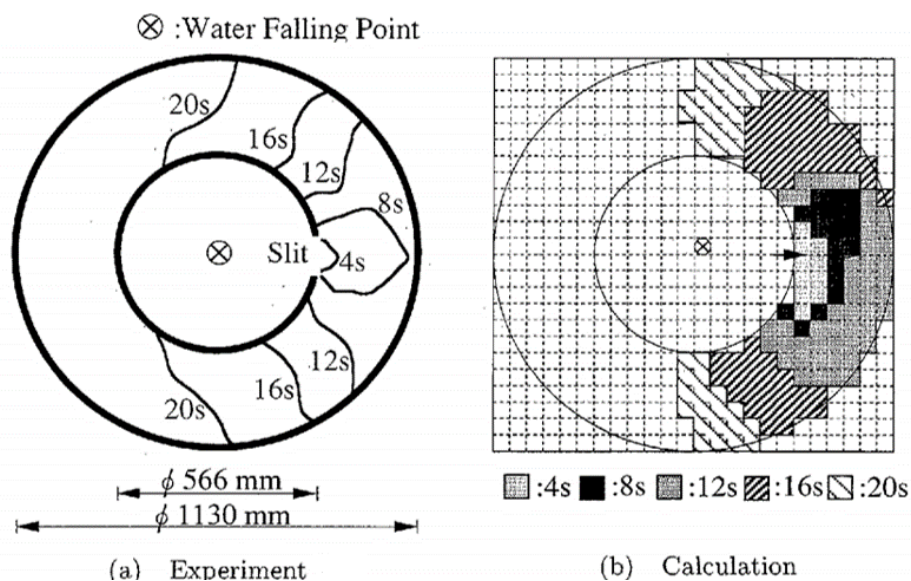 ⊗ :Water Falling Point
20s
16s
12s
8s
Slit
4s
12s
16s
20s
ϕ 566 mm
ϕ 1130 mm
(a) Experiment
:4s :8s :12s :16s :20s
(b) Calculation